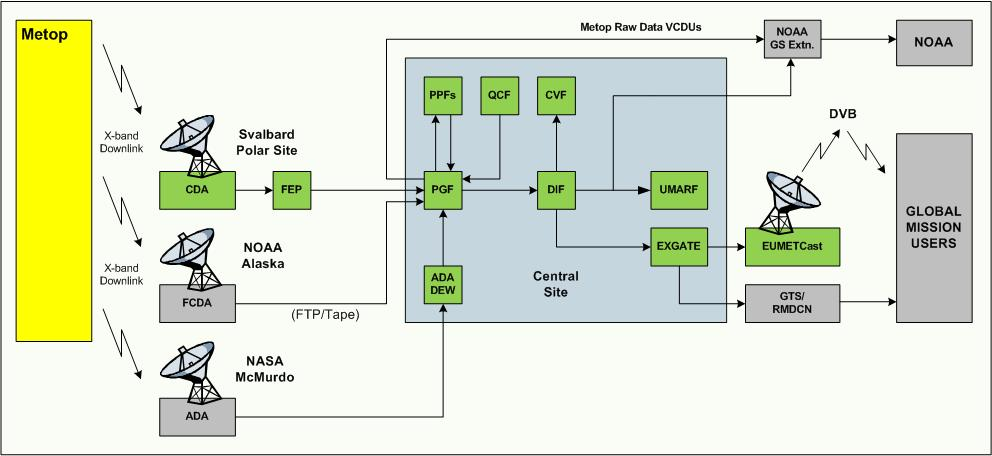 Metop
Metop Raw Data VCDUs
NOAA
GS Extn.
NOAA
X-band
Downlink
Svalbard
Polar Site
PPFs
QCF
CVF
DVB
CDA
FEP
PGF
DIF
UMARF
GLOBAL
MISSION
USERS
NOAA
Alaska
EXGATE
EUMETCast
X-band
Downlink
ADA
DEW
Central
Site
FCDA
(FTP/Tape)
GTS/
RMDCN
NASA
McMurdo
ADA